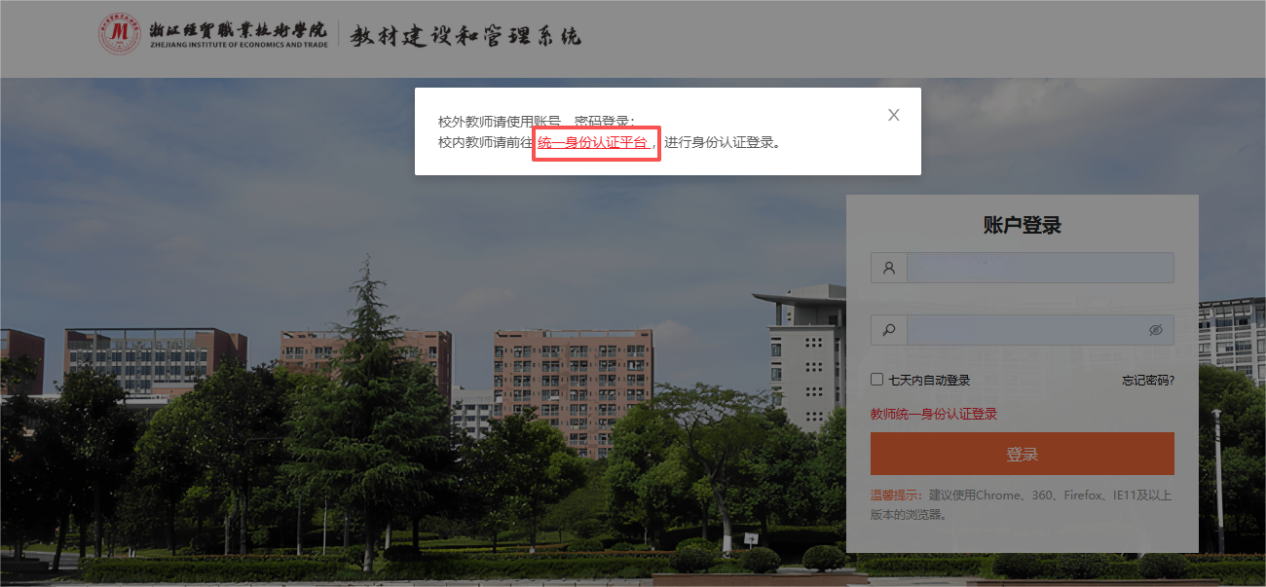 浙江经贸职业技术学院
ZHEJIANG INSTITUTE OF ECONOMICS AND TRADE
教材建设和管理系统
校外教师请使用账号、密码登录；
校内教师请前往 统一身份认证平台 ，进行身份认证登录。
账户登录
七天内自动登录
忘记密码?
教师统一身份认证登录
登录
温馨提示：建议使用Chrome、360、Firefox、IE11及以上
版本的浏览器。